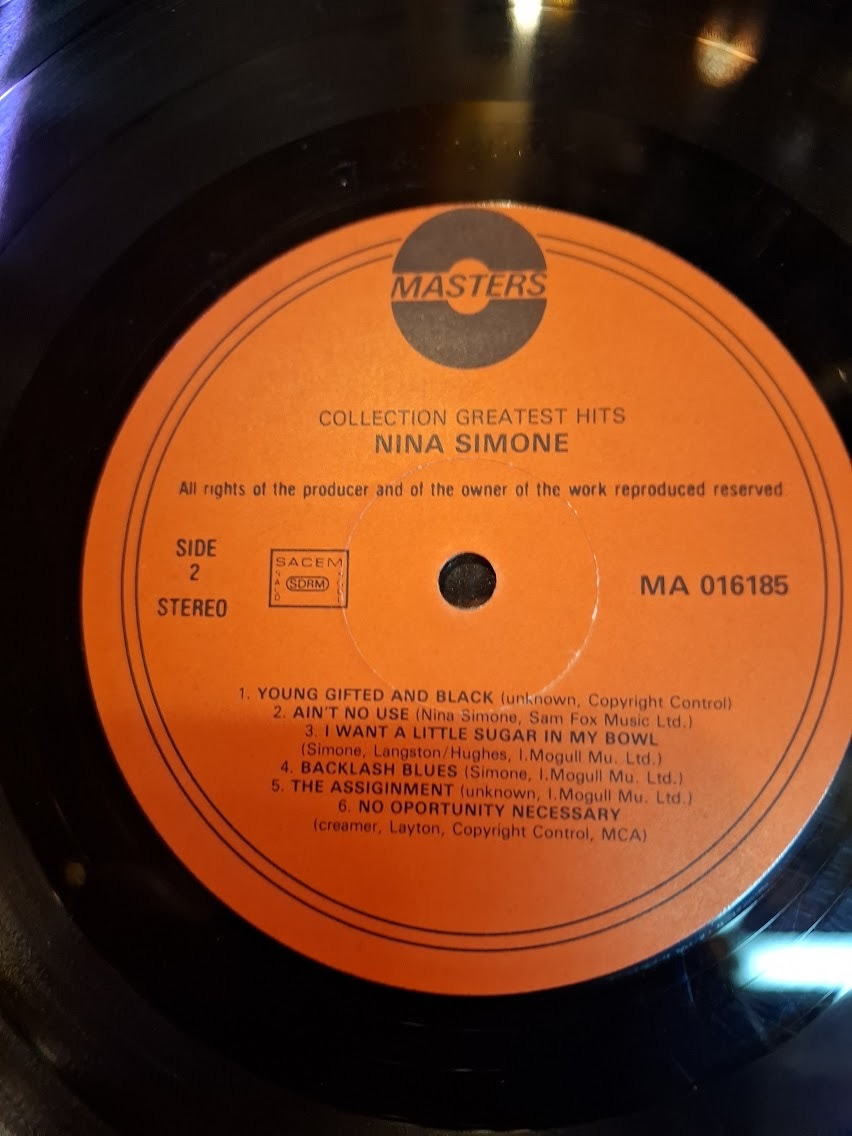 MASTERS
COLLECTION GREATEST HITS
NINA SIMONE
All rights of the producer and of the owner of the work reproduced reserved
SIDE
2
STEREO
SACEM
SDRM
MA 016185
1. YOUNG GIFTED AND BLACK (unknown, Copyright Control)
2. AIN'T NO USE (Nina Simone, Sam Fox Music Ltd.)
3. I WANT A LITTLE SUGAR IN MY BOWL
(Simone, Langston/Hughes, I.Mogull Mu. Ltd.)
4. BACKLASH BLUES (Simone, I.Mogull Mu. Ltd.)
5. THE ASSIGINMENT (unknown, I.Mogull Mu. Ltd.)
6. NO OPORTUNITY NECESSARY
(creamer, Layton, Copyright Control, MCA)